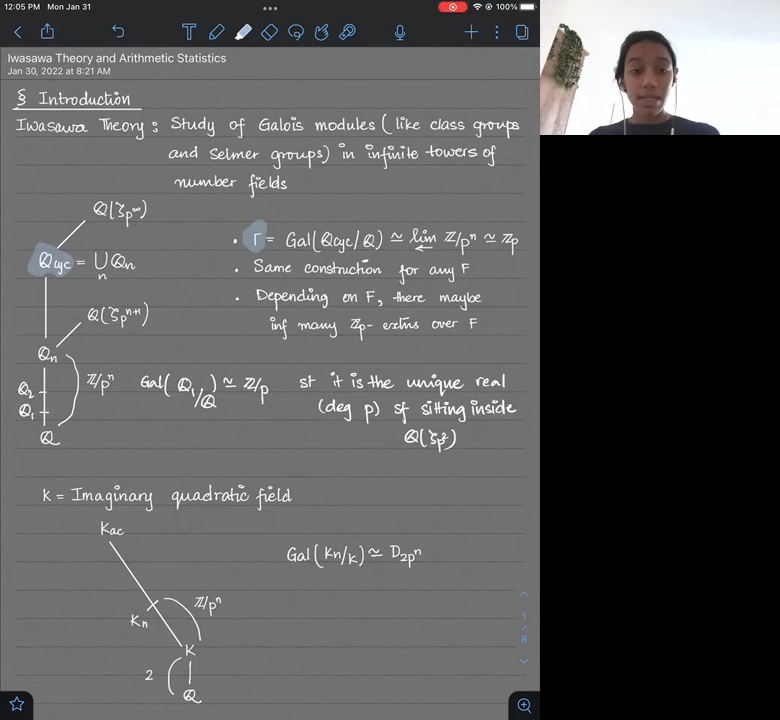 12:05 PM Mon Jan 31
100%
Iwasawa Theory and Arithmetic Statistics
Jan 30, 2022 at 8:21 AM
§ Introduction
Iwasawa Theory : Study of Galois modules (like class groups
and Selmer groups) in infinite towers of
number fields
Q(ζp∞)
Qcyc = ∪n Qn
Q(ζpn+1)
Qn
Q2
Q1
Q
Z/pn
• Γ = Gal(Qcyc/Q) ≃ lim← Z/pn ≃ Zp
• Same construction for any F
• Depending on F, there maybe
inf many Zp- extns over F
Gal(Q1/Q) ≃ Z/p st it is the unique real
(deg p) sf sitting inside
Q(ζp2)
K = Imaginary quadratic field
Kac
Gal(Kn/K) ≃ D2pn
Z/pn
Kn
K
2
Q
1
/
8